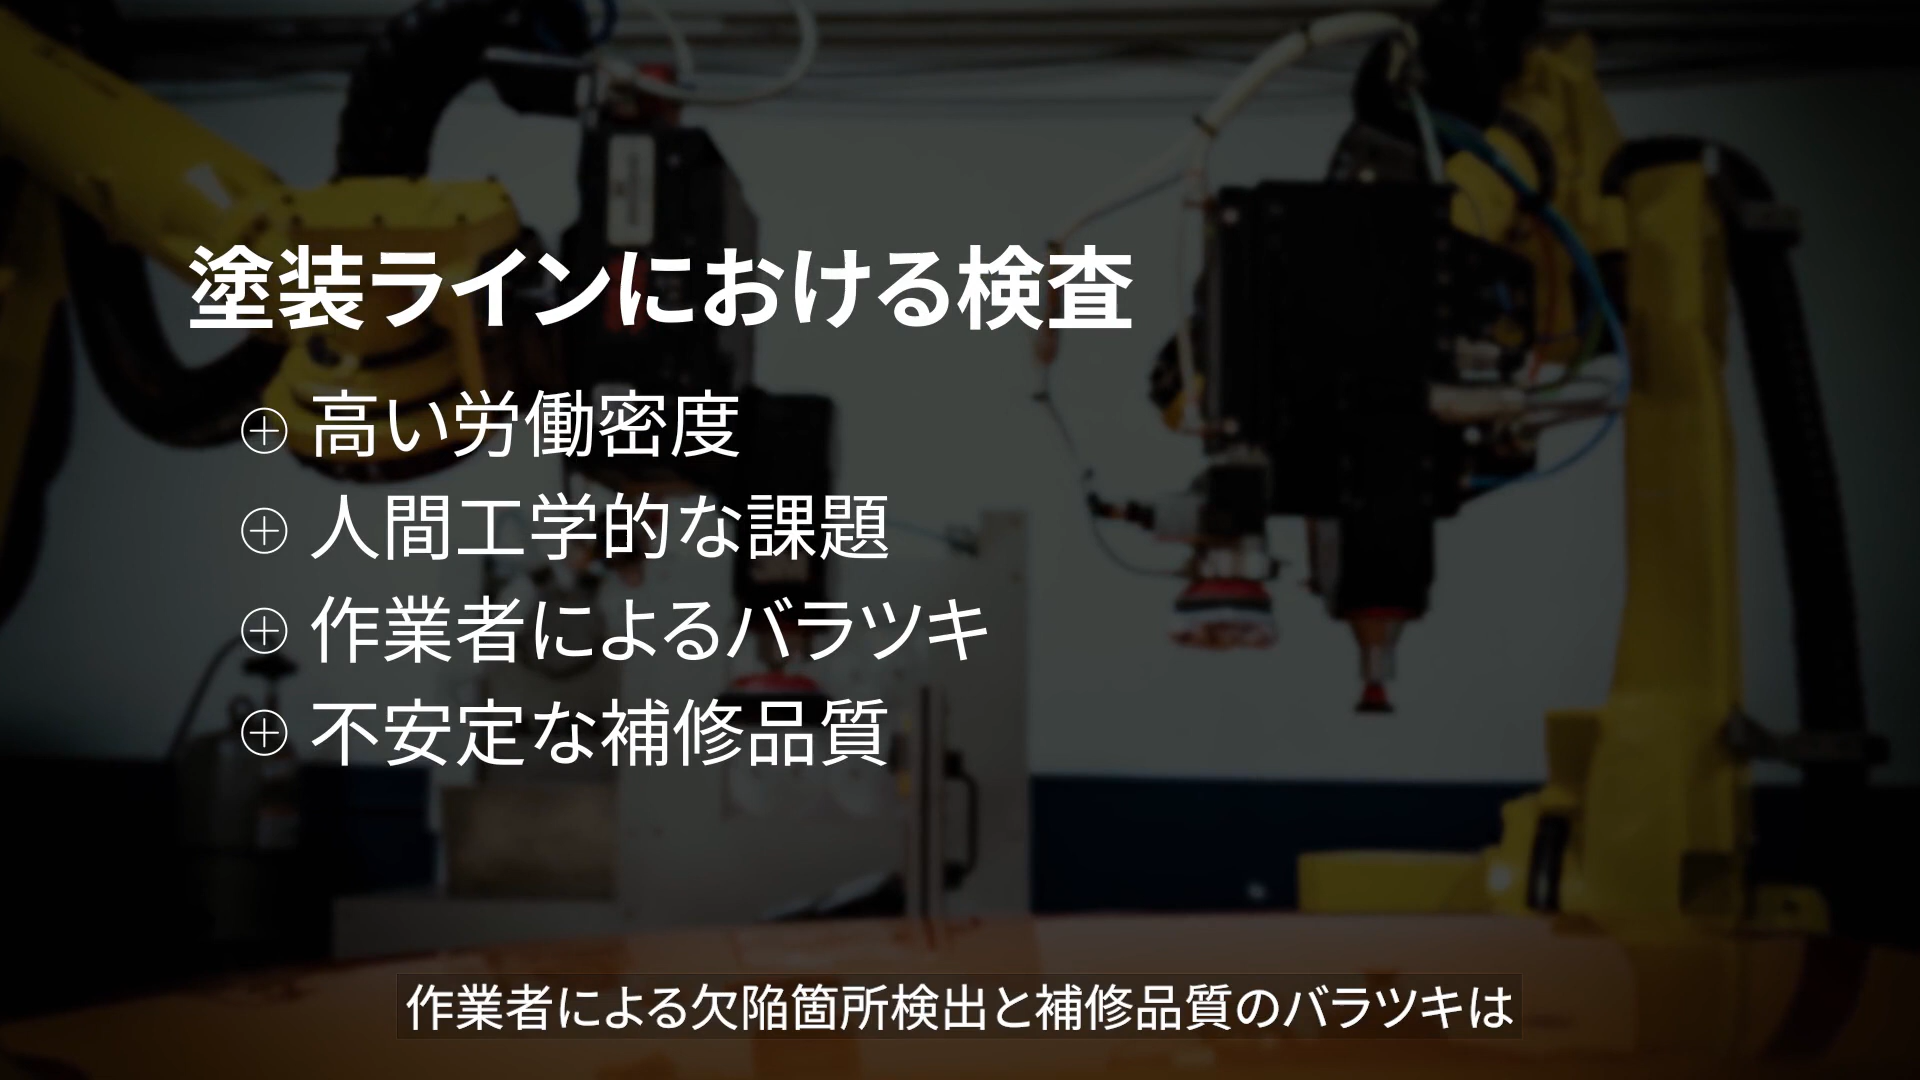 塗装ラインにおける検査
⊕ 高い労働密度
⊕ 人間工学的な課題
⊕ 作業者によるバラツキ
⊕ 不安定な補修品質
作業者による欠陥箇所検出と補修品質のバラツキは